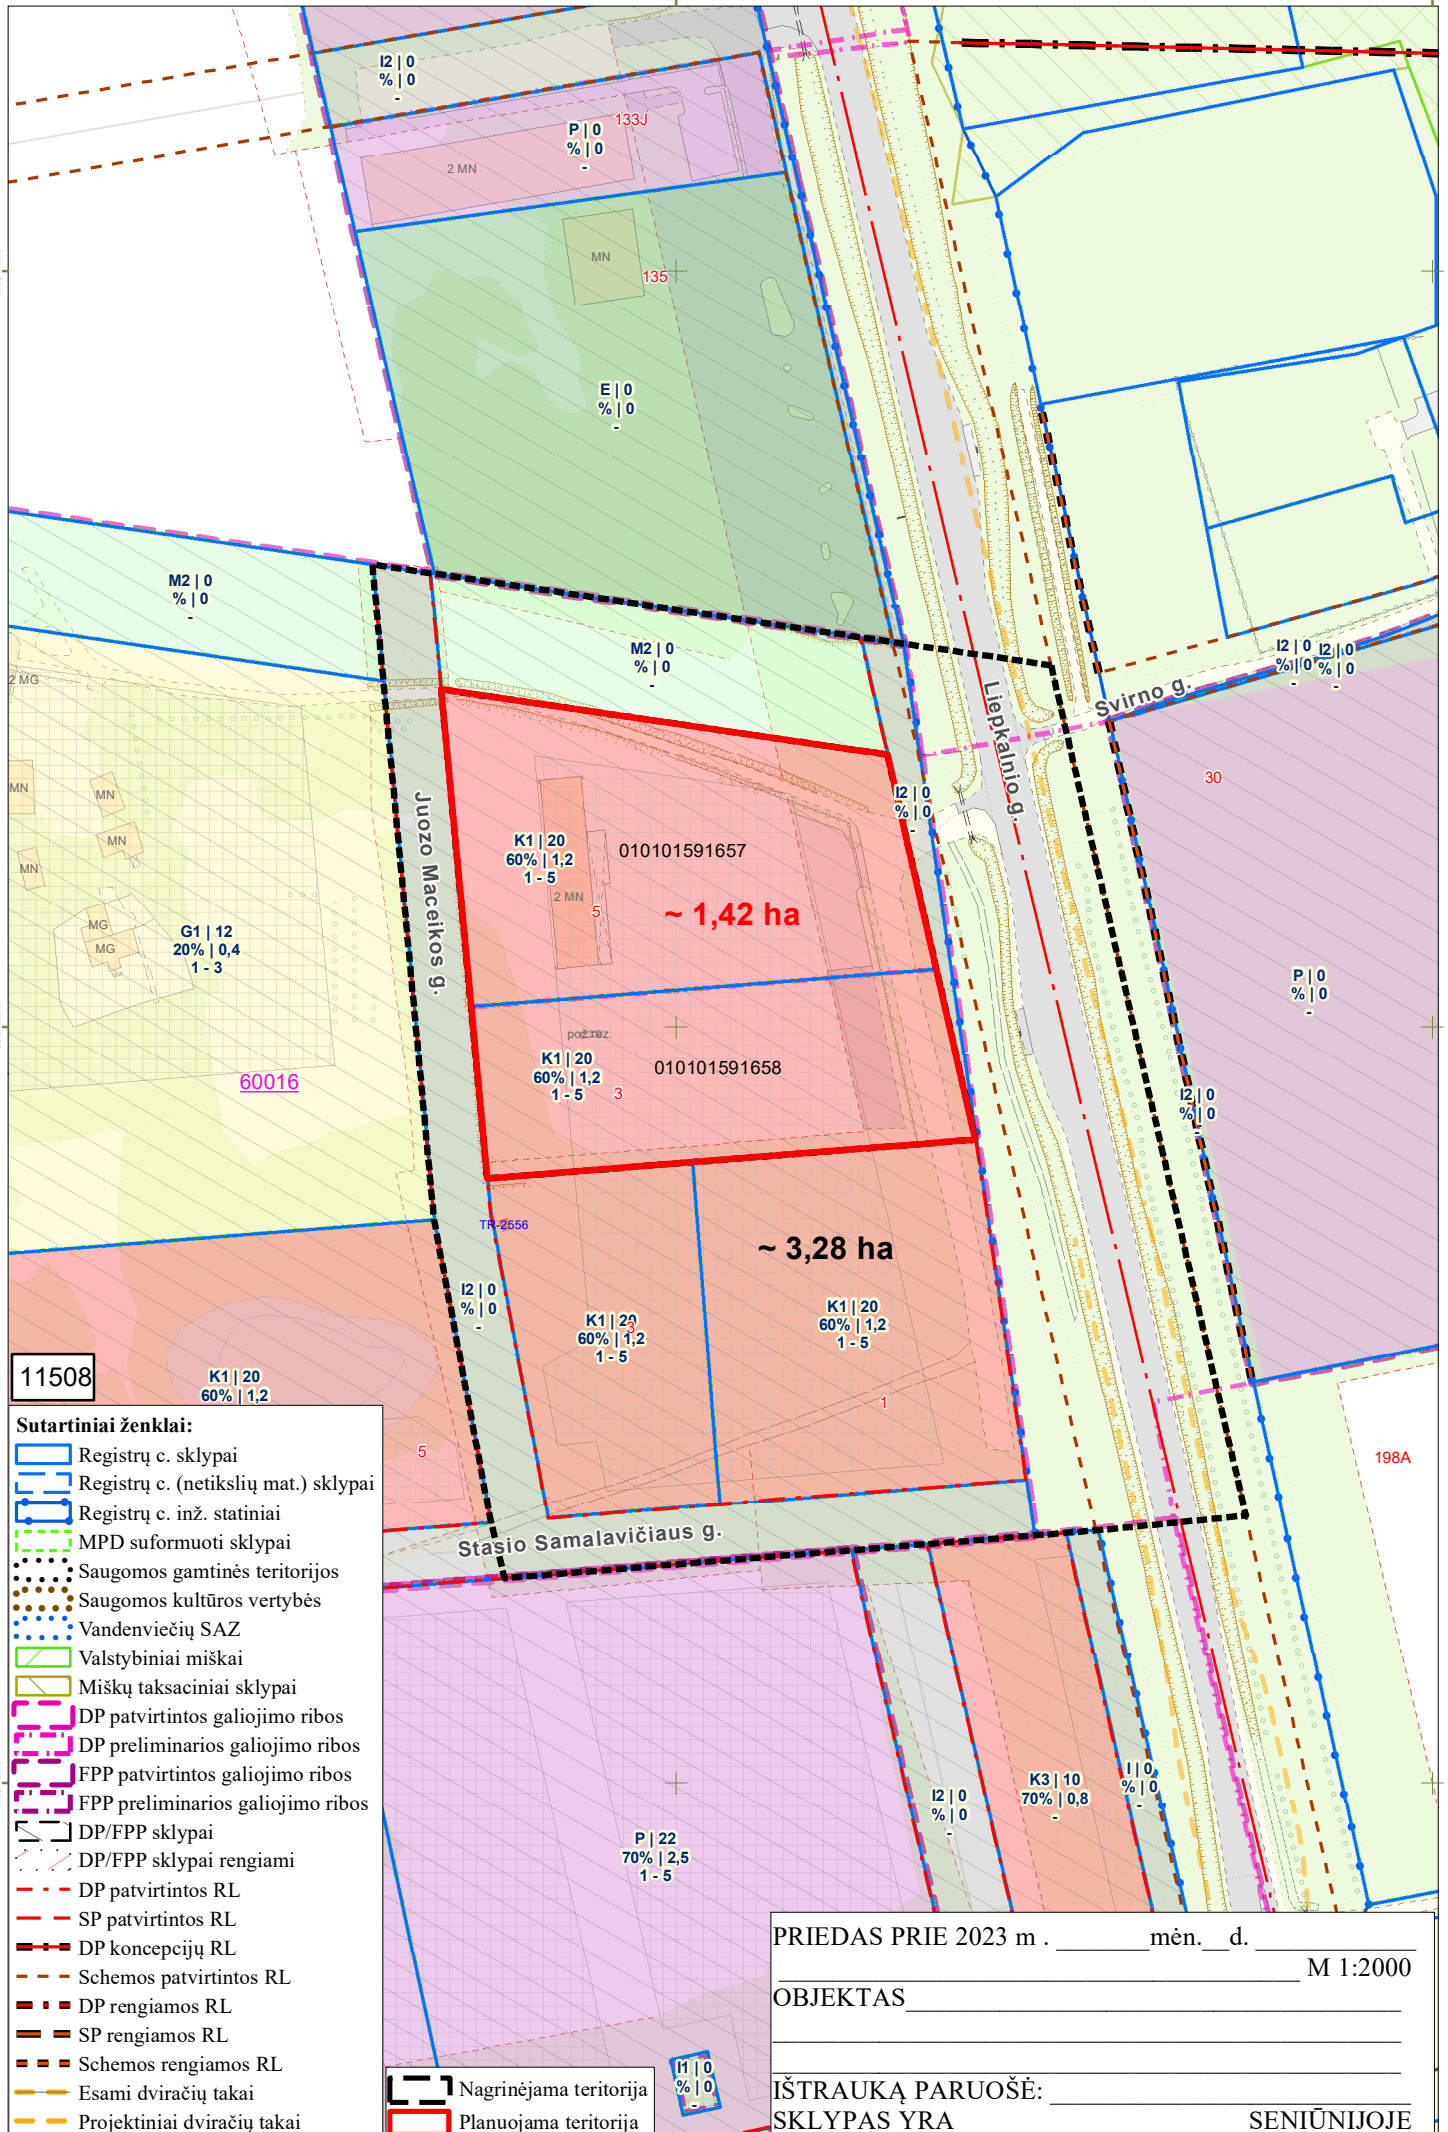 I2 | 0
% | 0
-
P | 0
% | 0
-
133J
2 MN
MN
135
E | 0
% | 0
-
M2 | 0
% | 0
-
M2 | 0
% | 0
-
I2 | 0
% | 0
-
I2 | 0
% | 0
-
2 MG
Svirno g.
Liepkalnio g.
30
I2 | 0
% | 0
-
MN
MN
MN
MN
Juozo Maceikos g.
K1 | 20
60% | 1,2
1 - 5
010101591657
2 MN
5
~ 1,42 ha
MG
MG
G1 | 12
20% | 0,4
1 - 3
P | 0
% | 0
-
pož.rez.
K1 | 20
60% | 1,2
1 - 5
010101591658
3
60016
I2 | 0
% | 0
-
TR-2556
~ 3,28 ha
I2 | 0
% | 0
-
K1 | 20
60% | 1,2
1 - 5
3
K1 | 20
60% | 1,2
1 - 5
11508
K1 | 20
60% | 1,2
1
5
198A
Stasio Samalavičiaus g.
Sutartiniai ženklai:
Registrų c. sklypai
Registrų c. (netikslių mat.) sklypai
Registrų c. inž. statiniai
MPD suformuoti sklypai
Saugomos gamtinės teritorijos
Saugomos kultūros vertybės
Vandenviečių SAZ
Valstybiniai miškai
Miškų taksaciniai sklypai
DP patvirtintos galiojimo ribos
DP preliminarios galiojimo ribos
FPP patvirtintos galiojimo ribos
FPP preliminarios galiojimo ribos
DP/FPP sklypai
DP/FPP sklypai rengiami
DP patvirtintos RL
SP patvirtintos RL
DP koncepcijų RL
Schemos patvirtintos RL
DP rengiamos RL
SP rengiamos RL
Schemos rengiamos RL
Esami dviračių takai
Projektiniai dviračių takai
I2 | 0
% | 0
-
K3 | 10
70% | 0,8
-
I | 0
% | 0
-
P | 22
70% | 2,5
1 - 5
I1 | 0
% | 0
-
Nagrinėjama teritorija
Planuojama teritorija
PRIEDAS PRIE 2023 m . _______mėn.__d. ____________
M 1:2000
OBJEKTAS
IŠTRAUKĄ PARUOŠĖ:
SKLYPAS YRA SENIŪNIJOJE